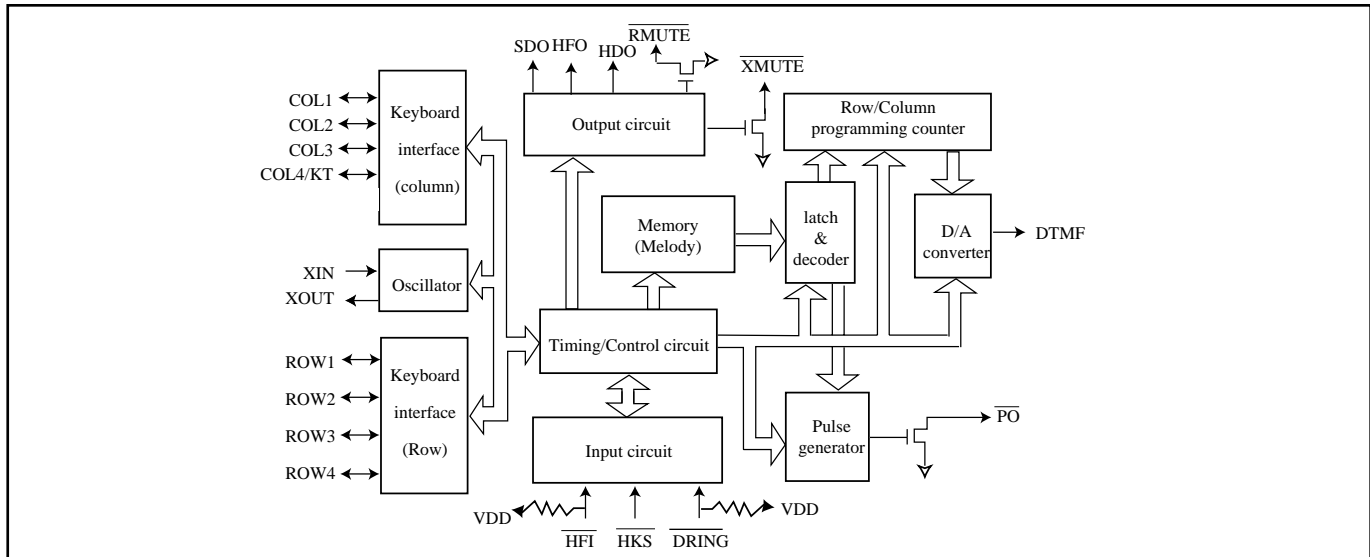 SDO
HFO
HDO
RMUTE
XMUTE
COL1
COL2
COL3
COL4/KT
Keyboard
interface
(column)
Output circuit
Row/Column
programming counter
Memory
(Melody)
latch
&
decoder
D/A
converter
DTMF
XIN
XOUT
Oscillator
Timing/Control circuit
ROW1
ROW2
ROW3
ROW4
Keyboard
interface
(Row)
Input circuit
Pulse
generator
PO
VDD
VDD
HFI
HKS
DRING